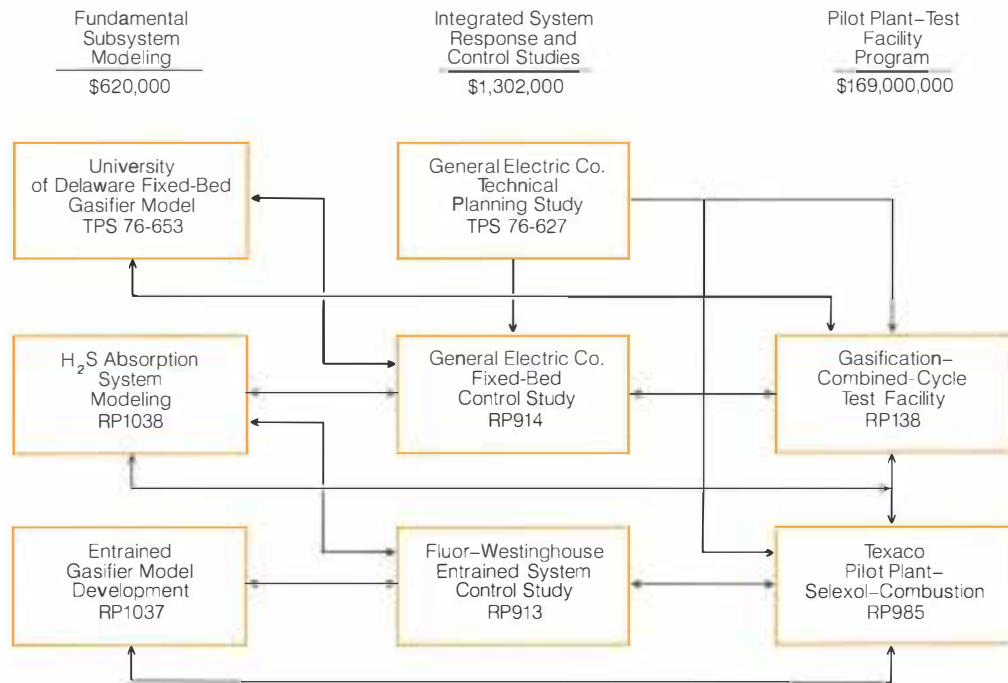 Fundamental
Subsystem
Modeling
$620,000
Integrated System
Response and
Control Studies
$1,302,000
Pilot Plant–Test
Facility
Program
$169,000,000
University
of Delaware Fixed-Bed
Gasifier Model
TPS 76-653
General Electric Co.
Technical
Planning Study
TPS 76-627
H₂S Absorption
System
Modeling
RP1038
General Electric Co.
Fixed-Bed
Control Study
RP914
Gasification–
Combined-Cycle
Test Facility
RP138
Entrained
Gasifier Model
Development
RP1037
Fluor–Westinghouse
Entrained System
Control Study
RP913
Texaco
Pilot Plant–
Selexol–Combustion
RP985